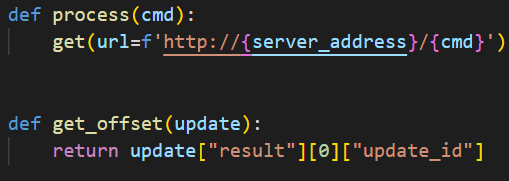 def process(cmd):
    get(url=f'http://{server_address}/{cmd}')
def get_offset(update):
    return update["result"][0]["update_id"]